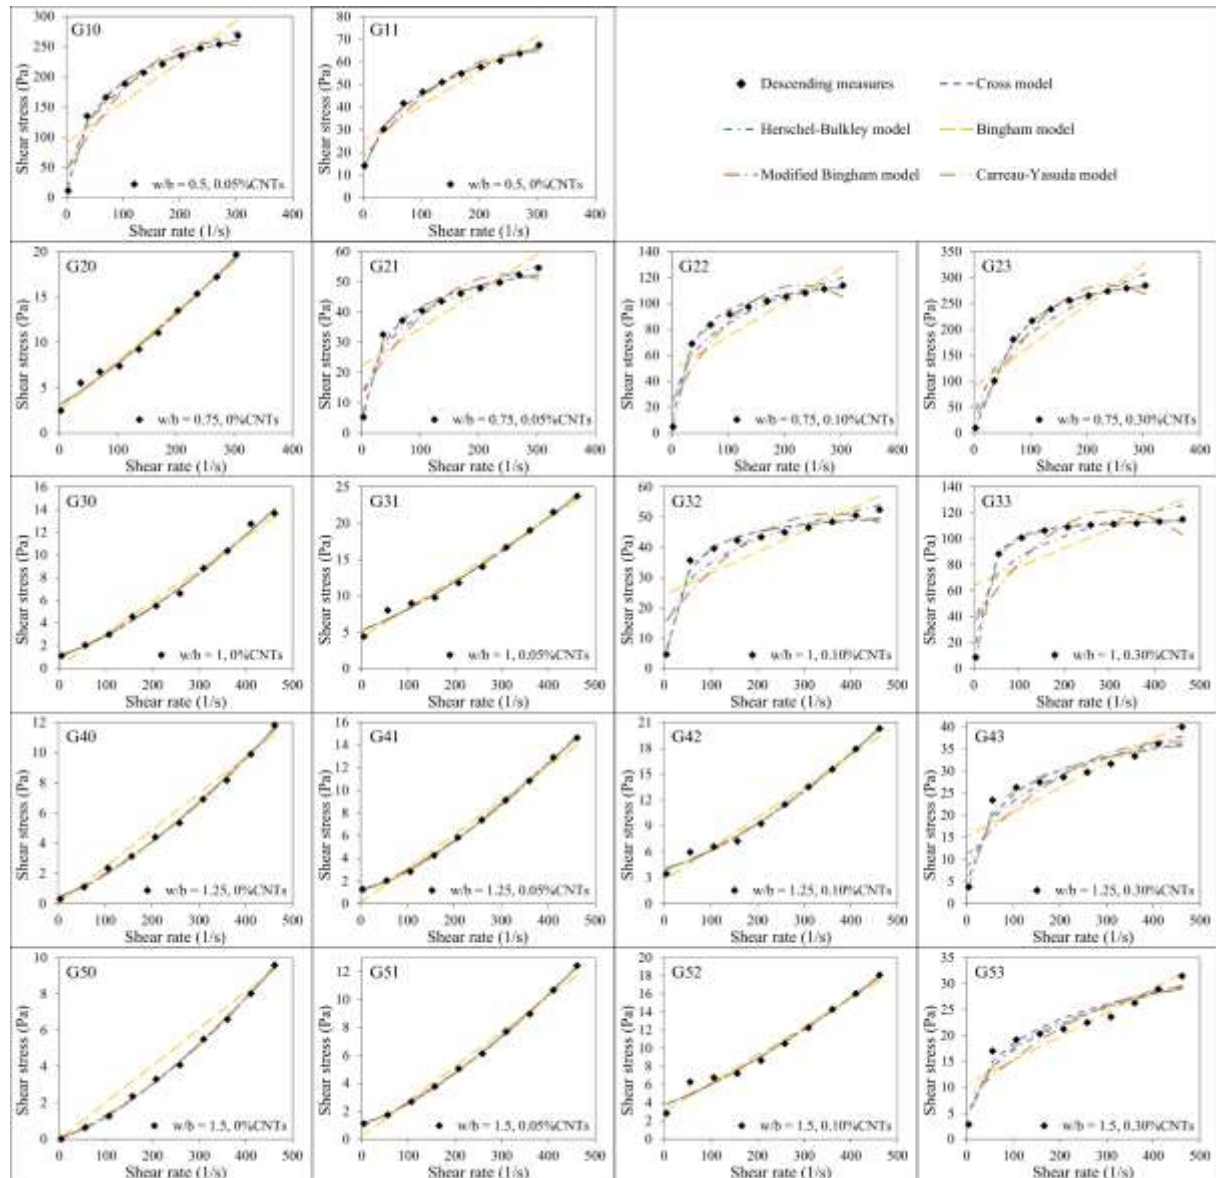 G10
Shear stress (Pa)
300
250
200
150
100
50
0
0 100 200 300 400
Shear rate (1/s)
w/b = 0.5, 0.05%CNTs
G11
Shear stress (Pa)
80
70
60
50
40
30
20
10
0
0 100 200 300 400
Shear rate (1/s)
w/b = 0.5, 0%CNTs
Descending measures
Cross model
Herschel-Bulkley model
Bingham model
Modified Bingham model
Carreau-Yasuda model
G20
Shear stress (Pa)
20
15
10
5
0
0 100 200 300 400
Shear rate (1/s)
w/b = 0.75, 0%CNTs
G21
Shear stress (Pa)
60
50
40
30
20
10
0
0 100 200 300 400
Shear rate (1/s)
w/b = 0.75, 0.05%CNTs
G22
Shear stress (Pa)
140
120
100
80
60
40
20
0
0 100 200 300 400
Shear rate (1/s)
w/b = 0.75, 0.10%CNTs
G23
Shear stress (Pa)
350
300
250
200
150
100
50
0
0 100 200 300 400
Shear rate (1/s)
w/b = 0.75, 0.30%CNTs
G30
Shear stress (Pa)
16
14
12
10
8
6
4
2
0
0 100 200 300 400 500
Shear rate (1/s)
w/b = 1, 0%CNTs
G31
Shear stress (Pa)
25
20
15
10
5
0
0 100 200 300 400 500
Shear rate (1/s)
w/b = 1, 0.05%CNTs
G32
Shear stress (Pa)
60
50
40
30
20
10
0
0 100 200 300 400 500
Shear rate (1/s)
w/b = 1, 0.10%CNTs
G33
Shear stress (Pa)
140
120
100
80
60
40
20
0
0 100 200 300 400 500
Shear rate (1/s)
w/b = 1, 0.30%CNTs
G40
Shear stress (Pa)
12
10
8
6
4
2
0
0 100 200 300 400 500
Shear rate (1/s)
w/b = 1.25, 0%CNTs
G41
Shear stress (Pa)
16
14
12
10
8
6
4
2
0
0 100 200 300 400 500
Shear rate (1/s)
w/b = 1.25, 0.05%CNTs
G42
Shear stress (Pa)
21
18
15
12
9
6
3
0
0 100 200 300 400 500
Shear rate (1/s)
w/b = 1.25, 0.10%CNTs
G43
Shear stress (Pa)
40
35
30
25
20
15
10
5
0
0 100 200 300 400 500
Shear rate (1/s)
w/b = 1.25, 0.30%CNTs
G50
Shear stress (Pa)
10
8
6
4
2
0
0 100 200 300 400 500
Shear rate (1/s)
w/b = 1.5, 0%CNTs
G51
Shear stress (Pa)
12
10
8
6
4
2
0
0 100 200 300 400 500
Shear rate (1/s)
w/b = 1.5, 0.05%CNTs
G52
Shear stress (Pa)
20
18
16
14
12
10
8
6
4
2
0
0 100 200 300 400 500
Shear rate (1/s)
w/b = 1.5, 0.10%CNTs
G53
Shear stress (Pa)
35
30
25
20
15
10
5
0
0 100 200 300 400 500
Shear rate (1/s)
w/b = 1.5, 0.30%CNTs